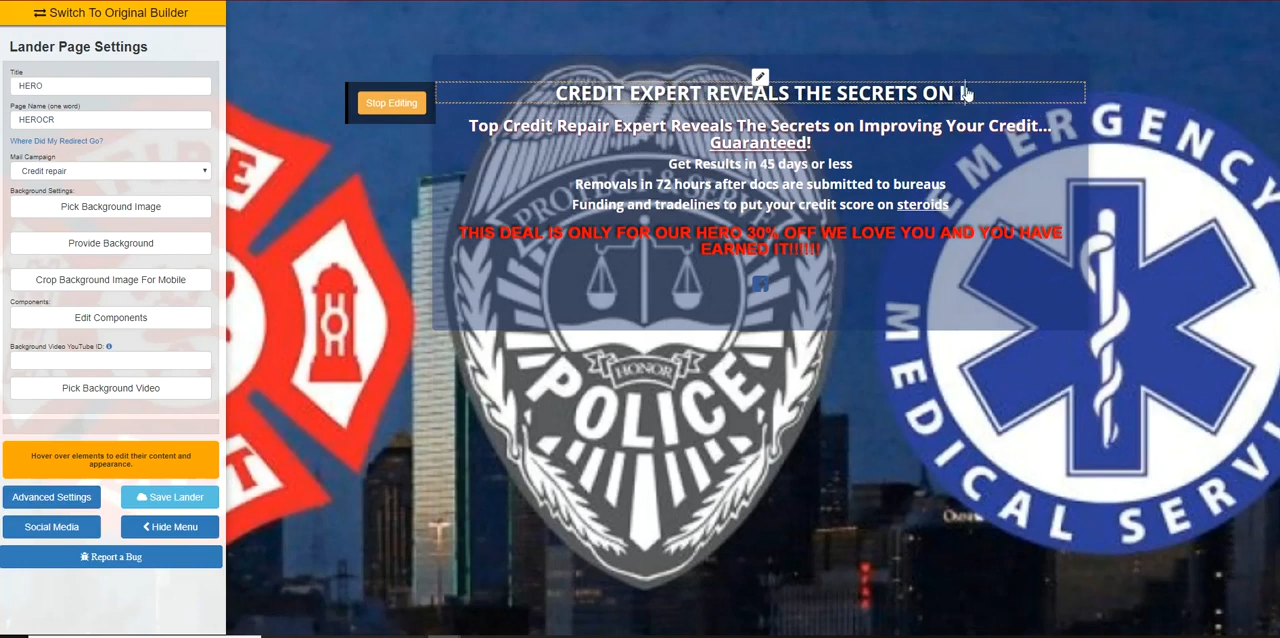 Switch To Original Builder
Lander Page Settings
Title
HERO
Page Name (one word)
HEROCR
Where Did My Redirect Go?
Mail Campaign
Credit repair
Background Settings:
Pick Background Image
Provide Background
Crop Background Image For Mobile
Components:
Edit Components
Background Video YouTube ID:
Pick Background Video
Hover over elements to edit their content and
appearance.
Advanced Settings
Save Lander
Social Media
Hide Menu
Report a Bug
Stop Editing
CREDIT EXPERT REVEALS THE SECRETS ON
Top Credit Repair Expert Reveals The Secrets on Improving Your Credit...
Guaranteed!
Get Results in 45 days or less
Removals in 72 hours after docs are submitted to bureaus
Funding and tradelines to put your credit score on steroids
THIS DEAL IS ONLY FOR OUR HERO 30% OFF WE LOVE YOU AND YOU HAVE
EARNED IT!!!!!!
PROTECT
HONOR
POLICE
EMERGENCY
MEDICAL SERVI